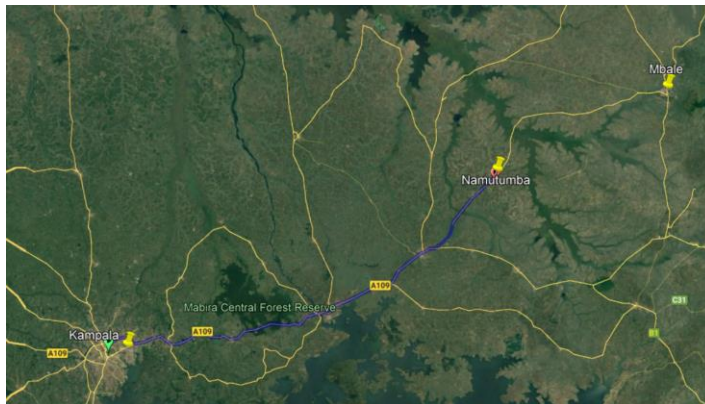 Mbale
Namutumba
A109
Mabira Central Forest Reserve
C31
A109
B1
Kampala
A109